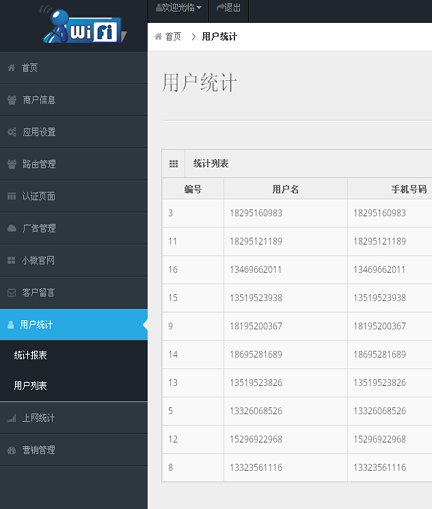 WiFi
欢迎光临 退出
首页
商户信息
应用设置
路由管理
认证页面
广告管理
小微官网
客户留言
用户统计
统计报表
用户列表
上网统计
营销管理
首页 > 用户统计
用户统计
统计列表
编号 用户名 手机号码
3 18295160983 18295160983
11 18295121189 18295121189
16 13469662011 13469662011
15 13519523938 13519523938
9 18195200367 18195200367
14 18695281689 18695281689
13 13519523826 13519523826
5 13326068526 13326068526
12 15296922968 15296922968
8 13323561116 13323561116